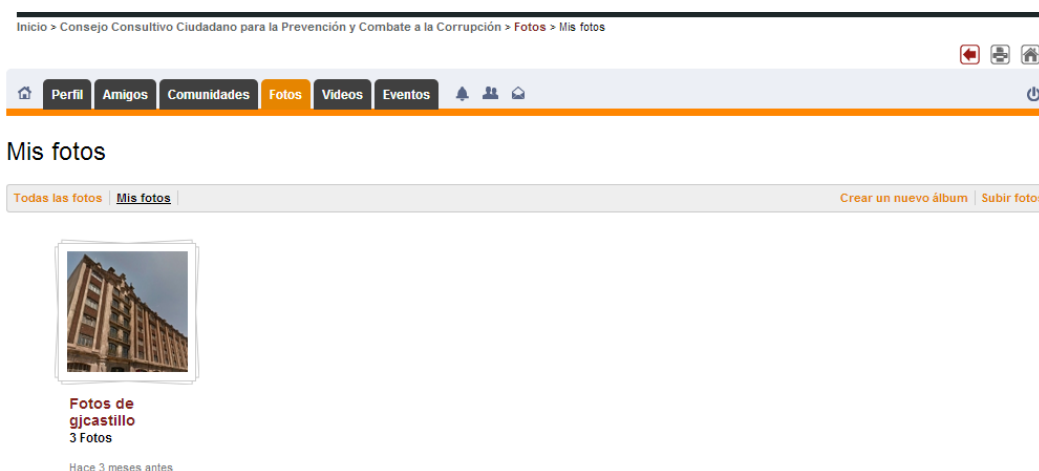 Inicio > Consejo Consultivo Ciudadano para la Prevención y Combate a la Corrupción > Fotos > Mis fotos
Perfil Amigos Comunidades Fotos Videos Eventos
Mis fotos
Todas las fotos Mis fotos Crear un nuevo álbum Subir fotos
Fotos de
gjcastillo
3 Fotos
Hace 3 meses antes